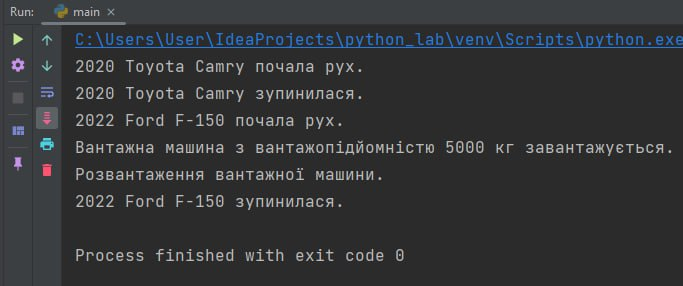 Run: main
C:\Users\User\IdeaProjects\python_lab\venv\Scripts\python.exe
2020 Toyota Camry почала рух.
2020 Toyota Camry зупинилася.
2022 Ford F-150 почала рух.
Вантажна машина з вантажопідйомністю 5000 кг завантажується.
Розвантаження вантажної машини.
2022 Ford F-150 зупинилася.
Process finished with exit code 0